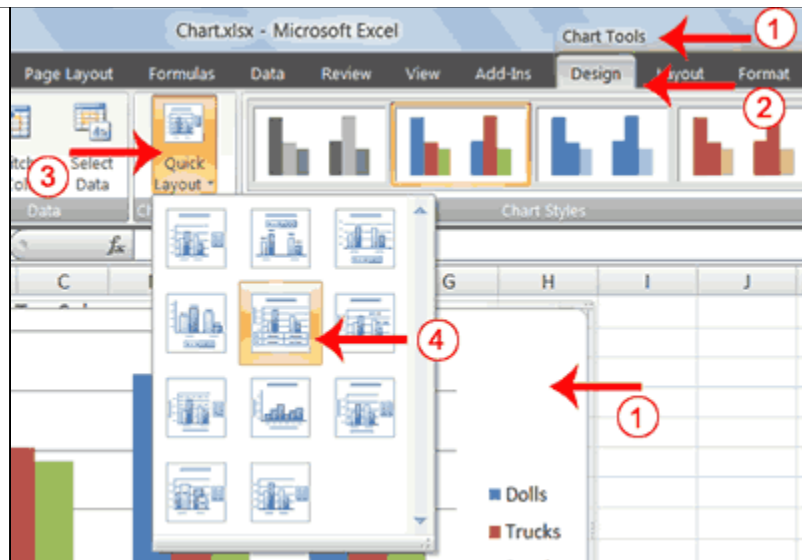 Chart.xlsx - Microsoft Excel
Chart Tools
1
Page Layout Formulas Data Review View Add-Ins Design Layout Format
2
3
Select Data
Quick Layout
Data
Chart Styles
fx
C G H I J
4
1
Dolls
Trucks